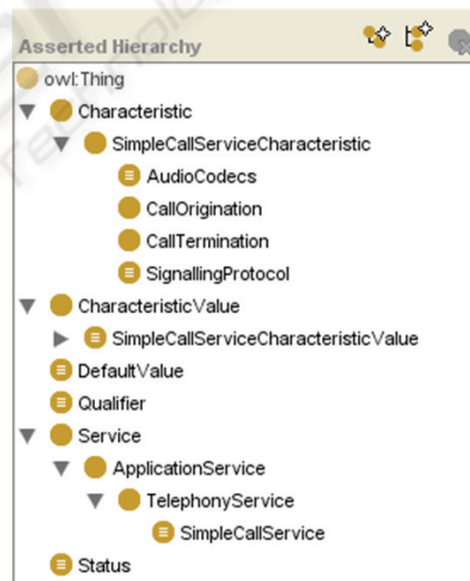 Asserted Hierarchy
owl:Thing
Characteristic
SimpleCallServiceCharacteristic
AudioCodecs
CallOrigination
CallTermination
SignallingProtocol
CharacteristicValue
SimpleCallServiceCharacteristicValue
DefaultValue
Qualifier
Service
ApplicationService
TelephonyService
SimpleCallService
Status